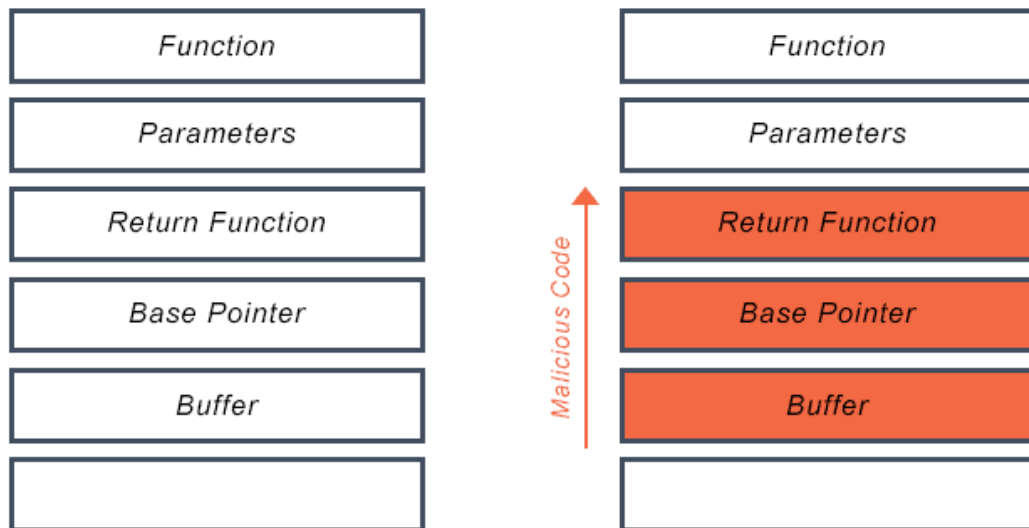 Function
Parameters
Return Function
Base Pointer
Buffer
Malicious Code
Function
Parameters
Return Function
Base Pointer
Buffer